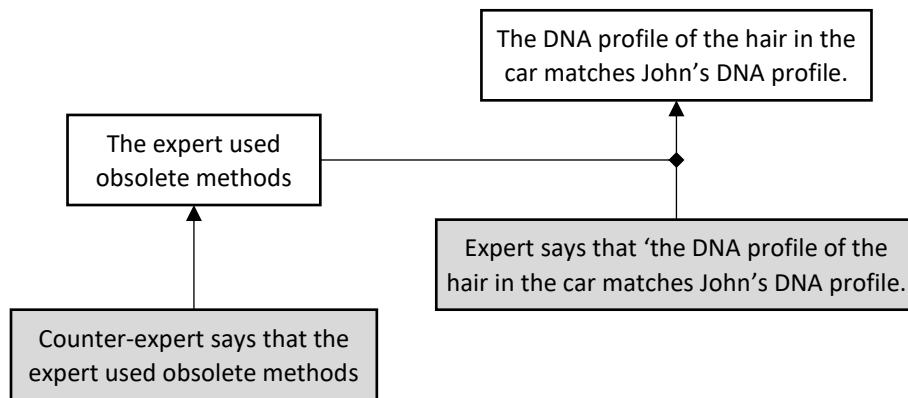 The DNA profile of the hair in the
car matches John’s DNA profile.
The expert used
obsolete methods
Expert says that ‘the DNA profile of the
hair in the car matches John’s DNA profile.
Counter-expert says that the
expert used obsolete methods